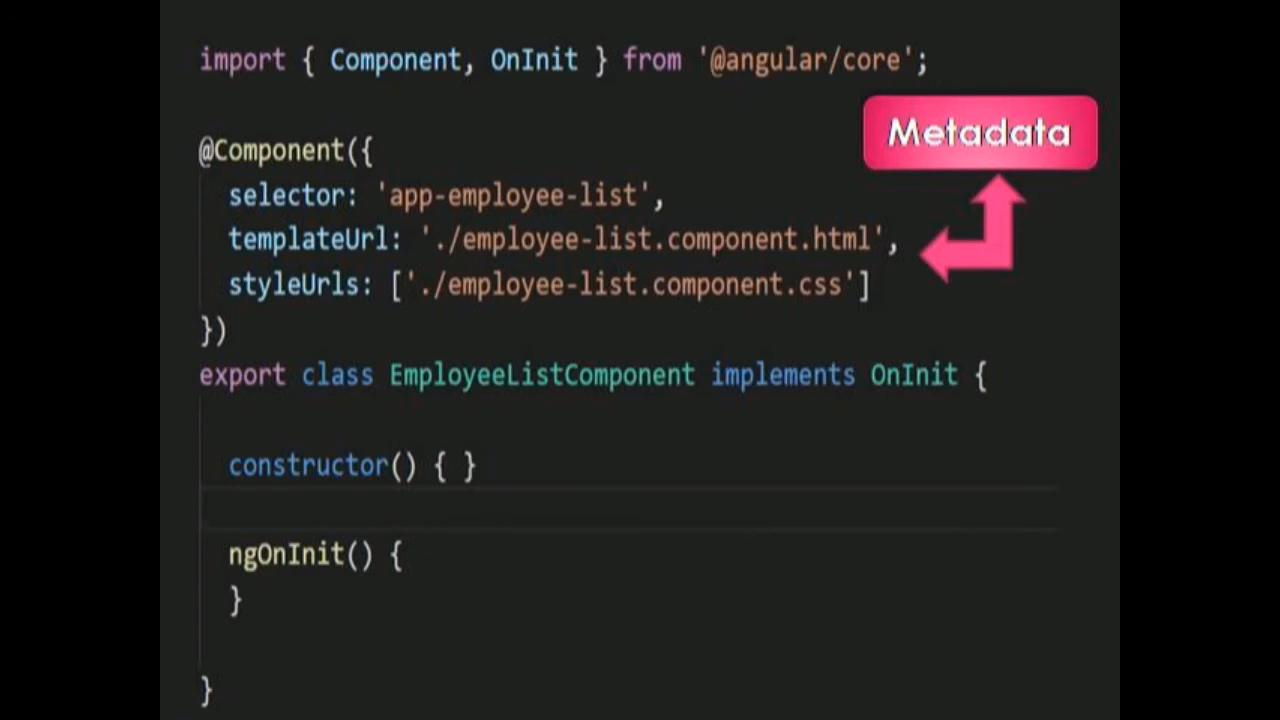 import { Component, OnInit } from '@angular/core';
Metadata
@Component({
selector: 'app-employee-list',
templateUrl: './employee-list.component.html',
styleUrls: ['./employee-list.component.css']
})
export class EmployeeListComponent implements OnInit {
constructor() { }
ngOnInit() {
}
}